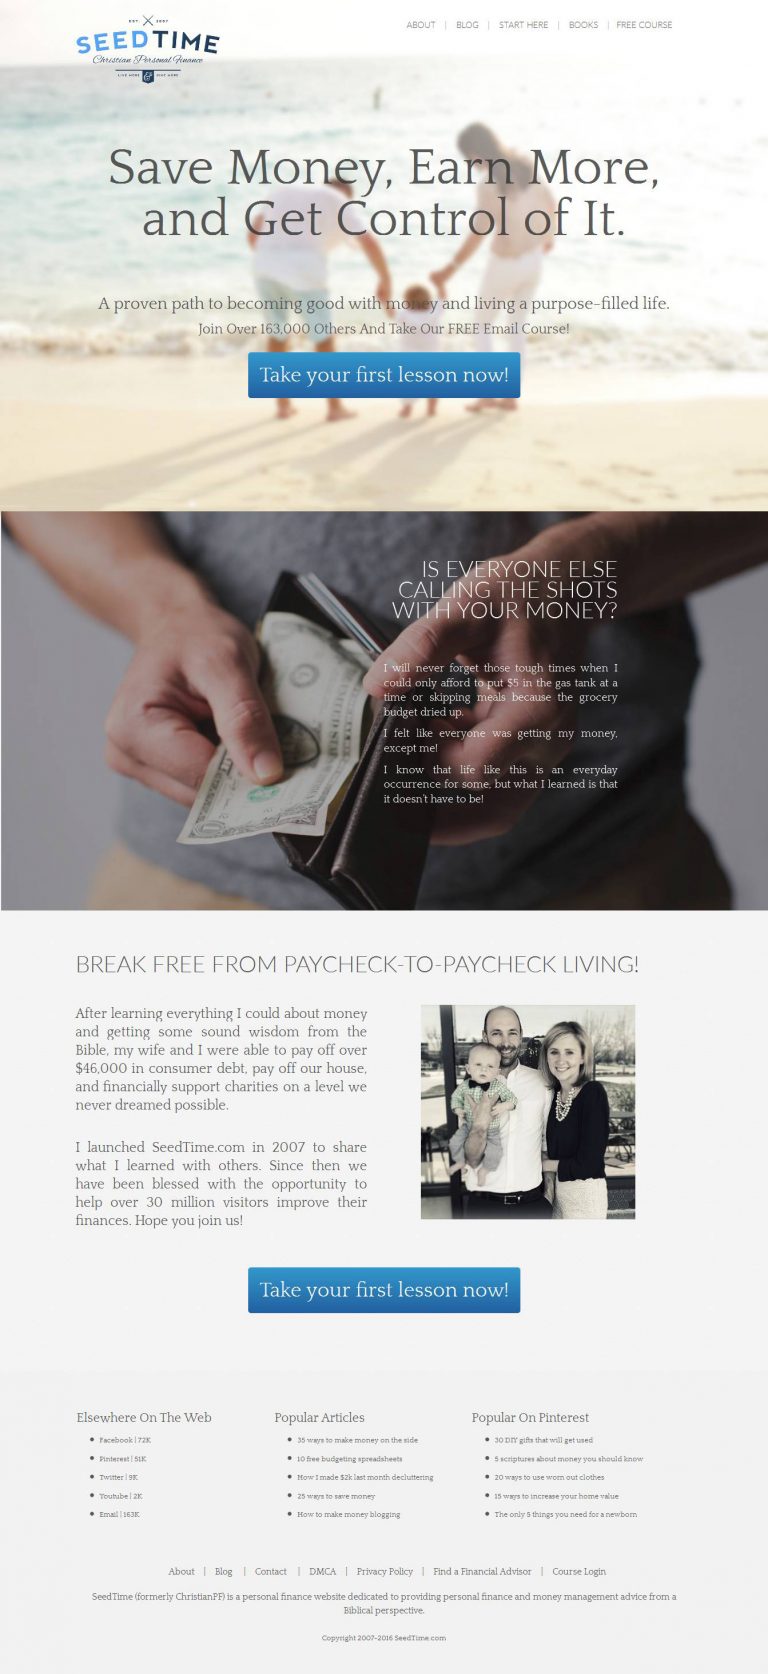 EST. 2007
SEEDTIME
Christian Personal Finance
LIVE MORE & GIVE MORE
ABOUT | BLOG | START HERE | BOOKS | FREE COURSE
Save Money, Earn More,
and Get Control of It.
A proven path to becoming good with money and living a purpose-filled life.
Join Over 163,000 Others And Take Our FREE Email Course!
Take your first lesson now!
IS EVERYONE ELSE
CALLING THE SHOTS
WITH YOUR MONEY?
I will never forget those tough times when I
could only afford to put $5 in the gas tank at a
time or skipping meals because the grocery
budget dried up.
I felt like everyone was getting my money,
except me!
I know that life like this is an everyday
occurrence for some, but what I learned is that
it doesn't have to be!
BREAK FREE FROM PAYCHECK-TO-PAYCHECK LIVING!
After learning everything I could about money
and getting some sound wisdom from the
Bible, my wife and I were able to pay off over
$46,000 in consumer debt, pay off our house,
and financially support charities on a level we
never dreamed possible.
I launched SeedTime.com in 2007 to share
what I learned with others. Since then we
have been blessed with the opportunity to
help over 30 million visitors improve their
finances. Hope you join us!
Take your first lesson now!
Elsewhere On The Web
Facebook | 72K
Pinterest | 51K
Twitter | 9K
Youtube | 2K
Email | 163K
Popular Articles
35 ways to make money on the side
10 free budgeting spreadsheets
How I made $2k last month decluttering
25 ways to save money
How to make money blogging
Popular On Pinterest
30 DIY gifts that will get used
5 scriptures about money you should know
20 ways to use worn out clothes
15 ways to increase your home value
The only 5 things you need for a newborn
About | Blog | Contact | DMCA | Privacy Policy | Find a Financial Advisor | Course Login
SeedTime (formerly ChristianPF) is a personal finance website dedicated to providing personal finance and money management advice from a
Biblical perspective.
Copyright 2007-2016 SeedTime.com